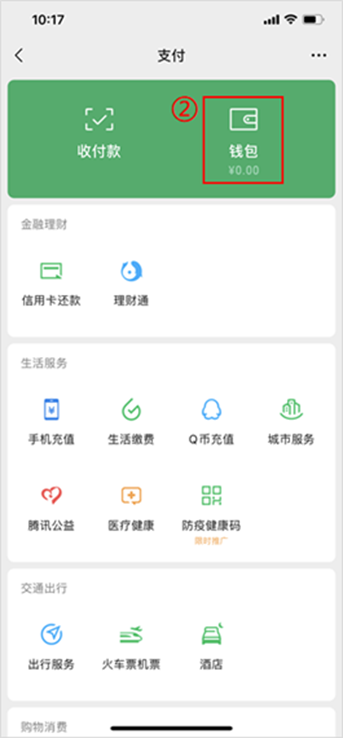 10:17
支付
②
收付款 钱包
¥0.00
金融理财
信用卡还款 理财通
生活服务
手机充值 生活缴费 Q币充值 城市服务
腾讯公益 医疗健康 防疫健康码
限时推广
交通出行
出行服务 火车票机票 酒店
购物消费